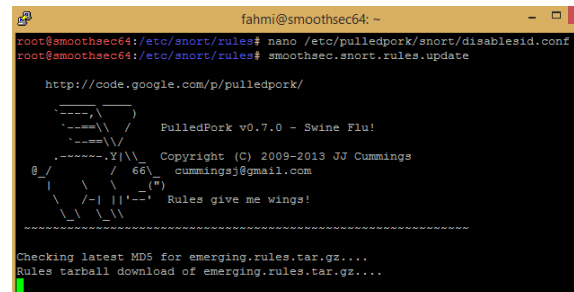 fahmi@smoothsec64: ~
root@smoothsec64:/etc/snort/rules# nano /etc/pulledpork/snort/disablesid.conf
root@smoothsec64:/etc/snort/rules# smoothsec.snort.rules.update
http://code.google.com/p/pulledpork/
_____ ____
`----,\    )
`--==\\  /    PulledPork v0.7.0 - Swine Flu!
`--==\\/
.-~~~~-.Y|\\_  Copyright (C) 2009-2013 JJ Cummings
@_/        /  66\_  cummingsj@gmail.com
|    \   \   _(")
\   /-| ||'--'  Rules give me wings!
\_\  \_\\
~~~~~~~~~~~~~~~~~~~~~~~~~~~~~~~~~~~~~~~~~~~~~~~~~~~~~~~~~~~~~~
Checking latest MD5 for emerging.rules.tar.gz....
Rules tarball download of emerging.rules.tar.gz....